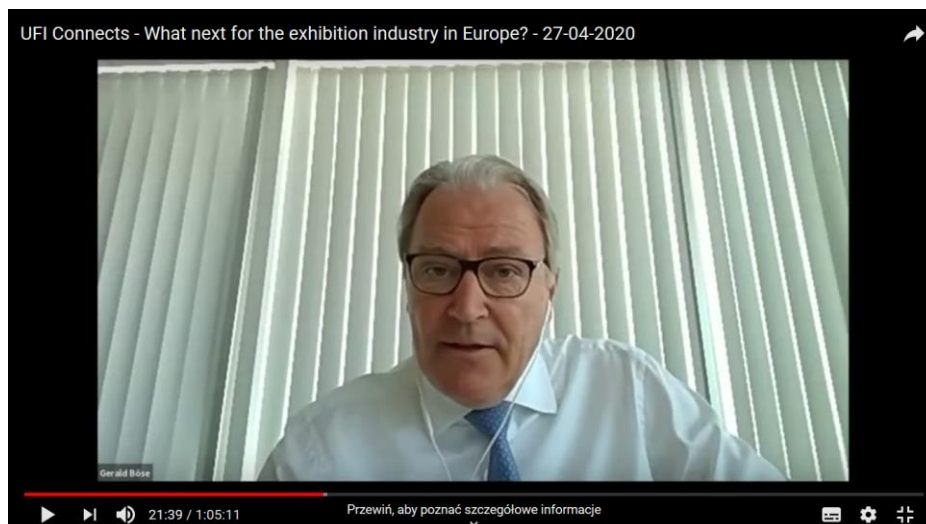 UFI Connects - What next for the exhibition industry in Europe? - 27-04-2020
Gerald Böse
21:39 / 1:05:11
Przewiń, aby poznać szczegółowe informacje